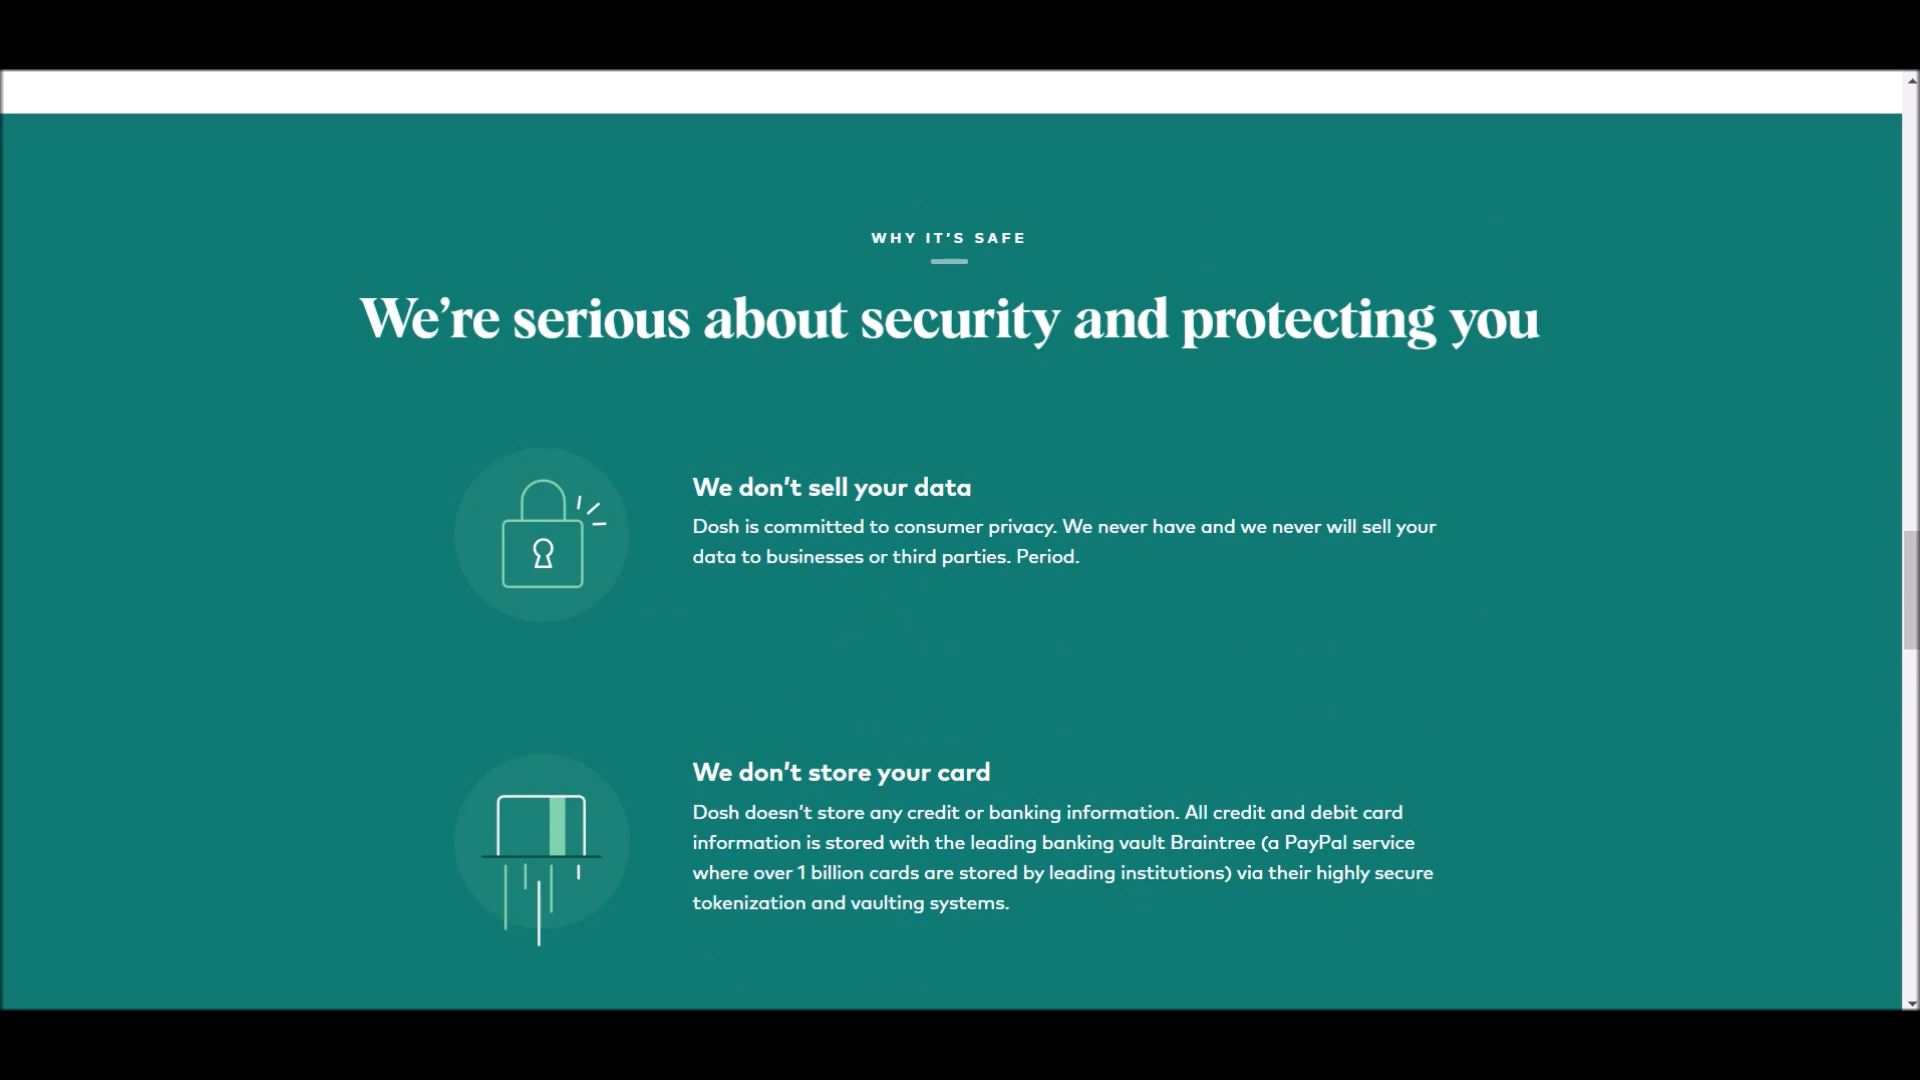 WHY IT'S SAFE
We’re serious about security and protecting you
We don’t sell your data
Dosh is committed to consumer privacy. We never have and we never will sell your
data to businesses or third parties. Period.
We don’t store your card
Dosh doesn’t store any credit or banking information. All credit and debit card
information is stored with the leading banking vault Braintree (a PayPal service
where over 1 billion cards are stored by leading institutions) via their highly secure
tokenization and vaulting systems.